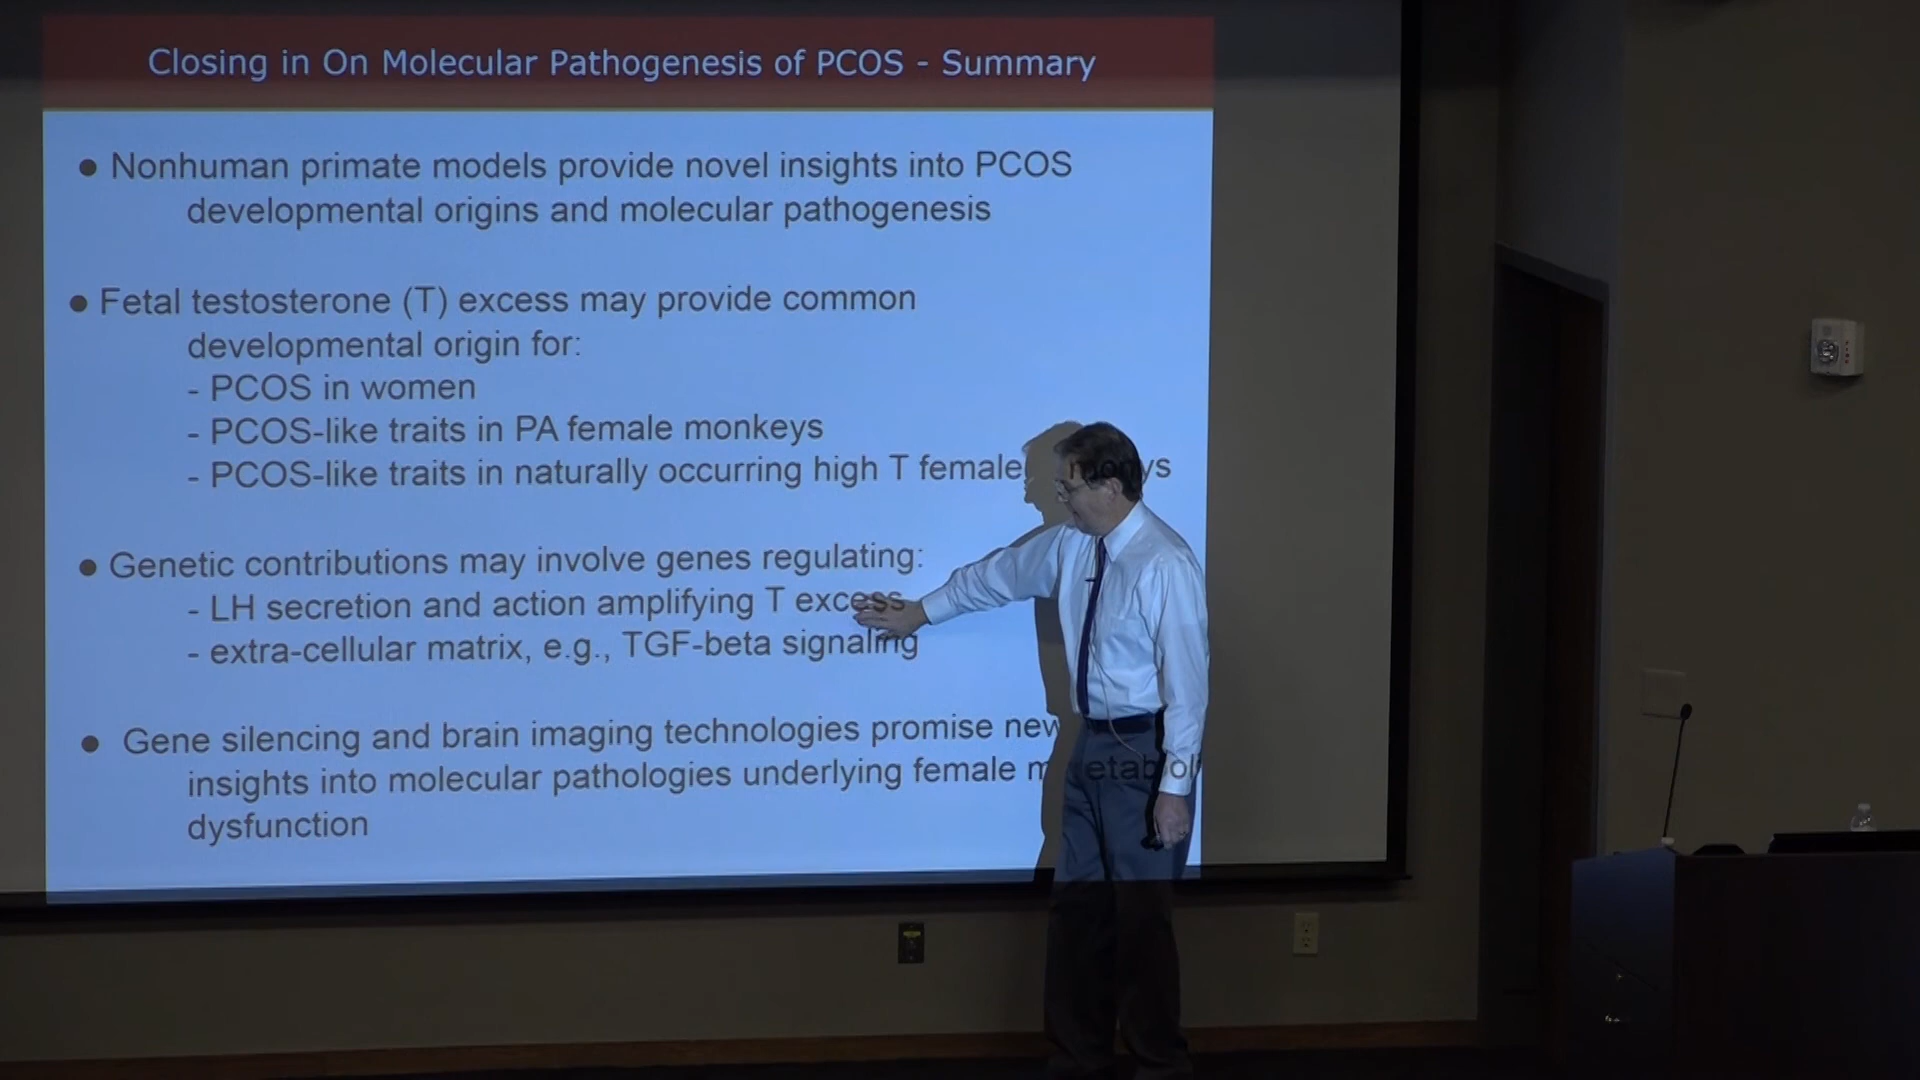 Closing in On Molecular Pathogenesis of PCOS - Summary
● Nonhuman primate models provide novel insights into PCOS
developmental origins and molecular pathogenesis
● Fetal testosterone (T) excess may provide common
developmental origin for:
- PCOS in women
- PCOS-like traits in PA female monkeys
- PCOS-like traits in naturally occurring high T female
● Genetic contributions may involve genes regulating:
- LH secretion and action amplifying T excess
- extra-cellular matrix, e.g., TGF-beta signaling
● Gene silencing and brain imaging technologies promise new
insights into molecular pathologies underlying female
dysfunction